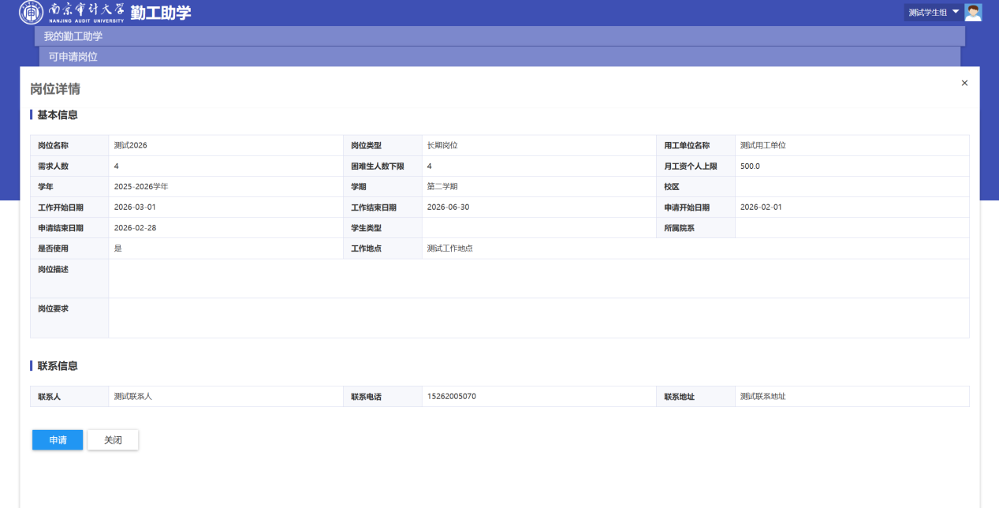 南京审计大学
NANJING AUDIT UNIVERSITY
勤工助学
测试学生组
我的勤工助学
可申请岗位
岗位详情 ×
基本信息
岗位名称 测试2026 岗位类型 长期岗位 用工单位名称 测试用工单位
需求人数 4 困难生人数下限 4 月工资个人上限 500.0
学年 2025-2026学年 学期 第二学期 校区
工作开始日期 2026-03-01 工作结束日期 2026-06-30 申请开始日期 2026-02-01
申请结束日期 2026-02-28 学生类型 所属院系
是否使用 是 工作地点 测试工作地点
岗位描述
岗位要求
联系信息
联系人 测试联系人 联系电话 15262005070 联系地址 测试联系地址
申请 关闭